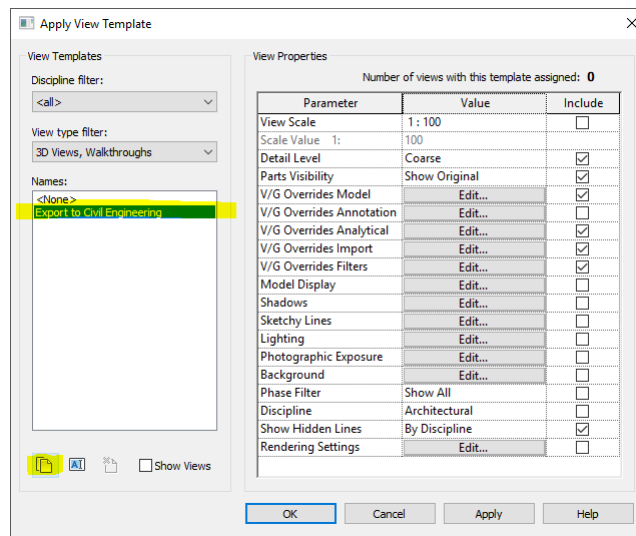 Apply View Template
View Templates
Discipline filter:
<all>
View type filter:
3D Views, Walkthroughs
Names:
<None>
Export to Civil Engineering
AI
Show Views
View Properties
Number of views with this template assigned: 0
Parameter Value Include
View Scale 1 : 100
Scale Value 1: 100
Detail Level Coarse
Parts Visibility Show Original
V/G Overrides Model Edit...
V/G Overrides Annotation Edit...
V/G Overrides Analytical Edit...
V/G Overrides Import Edit...
V/G Overrides Filters Edit...
Model Display Edit...
Shadows Edit...
Sketchy Lines Edit...
Lighting Edit...
Photographic Exposure Edit...
Background Edit...
Phase Filter Show All
Discipline Architectural
Show Hidden Lines By Discipline
Rendering Settings Edit...
OK Cancel Apply Help